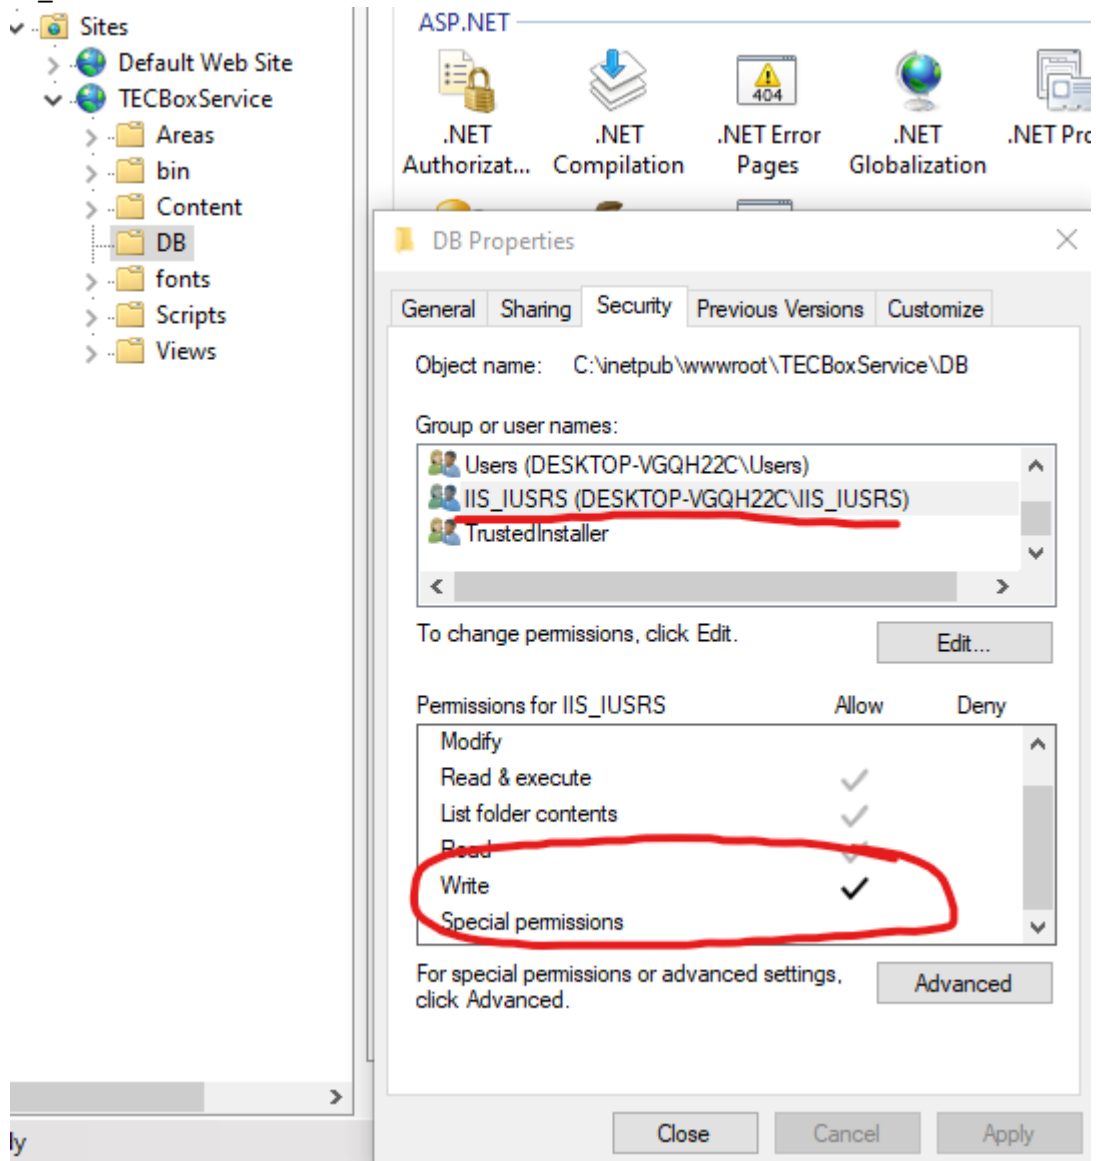 Sites
Default Web Site
TECBoxService
Areas
bin
Content
DB
fonts
Scripts
Views
ASP.NET
.NET Authorizat...
.NET Compilation
.NET Error Pages
.NET Globalization
.NET Pro
404
DB Properties
General Sharing Security Previous Versions Customize
Object name: C:\inetpub\wwwroot\TECBoxService\DB
Group or user names:
Users (DESKTOP-VGQH22C\Users)
IIS_IUSRS (DESKTOP-VGQH22C\IIS_IUSRS)
TrustedInstaller
To change permissions, click Edit.
Edit...
Permissions for IIS_IUSRS Allow Deny
Modify
Read & execute
List folder contents
Read
Write
Special permissions
For special permissions or advanced settings,
click Advanced.
Advanced
Close Cancel Apply